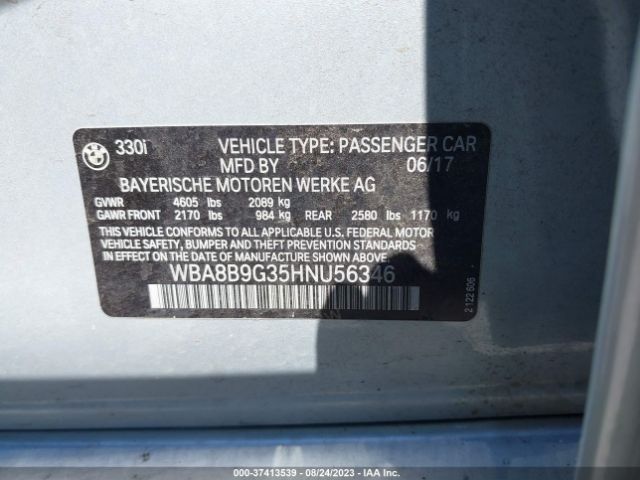 330i VEHICLE TYPE: PASSENGER CAR
MFD BY 06/17
BAYERISCHE MOTOREN WERKE AG
GVWR 4605 lbs 2089 kg
GAWR FRONT 2170 lbs 984 kg REAR 2580 lbs 1170 kg
THIS VEHICLE CONFORMS TO ALL APPLICABLE U.S. FEDERAL MOTOR
VEHICLE SAFETY, BUMPER AND THEFT PREVENTION STANDARDS
IN EFFECT ON THE DATE OF MANUFACTURE SHOWN ABOVE.
WBA8B9G35HNU56346
2 122 606
000-37413539 - 08/24/2023 - IAA Inc.